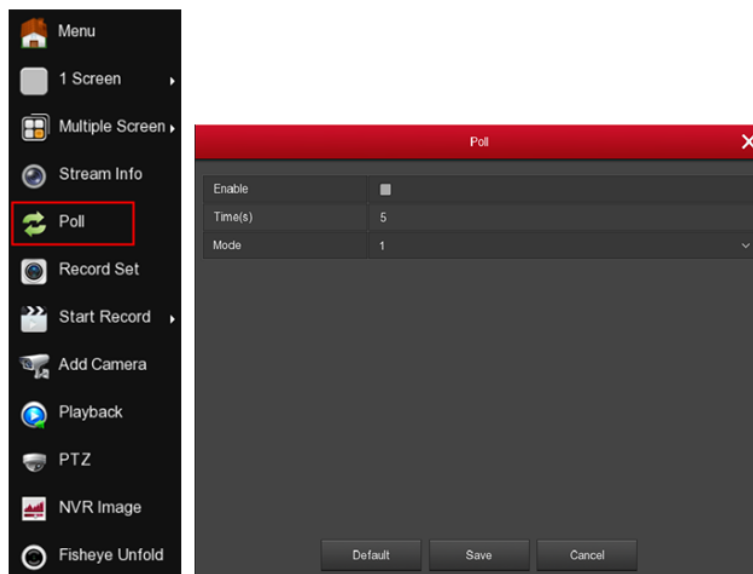 Menu
1 Screen
Multiple Screen
Stream Info
Poll
Record Set
Start Record
Add Camera
Playback
PTZ
NVR Image
Fisheye Unfold
Poll
Enable
Time(s) 5
Mode 1
Default Save Cancel